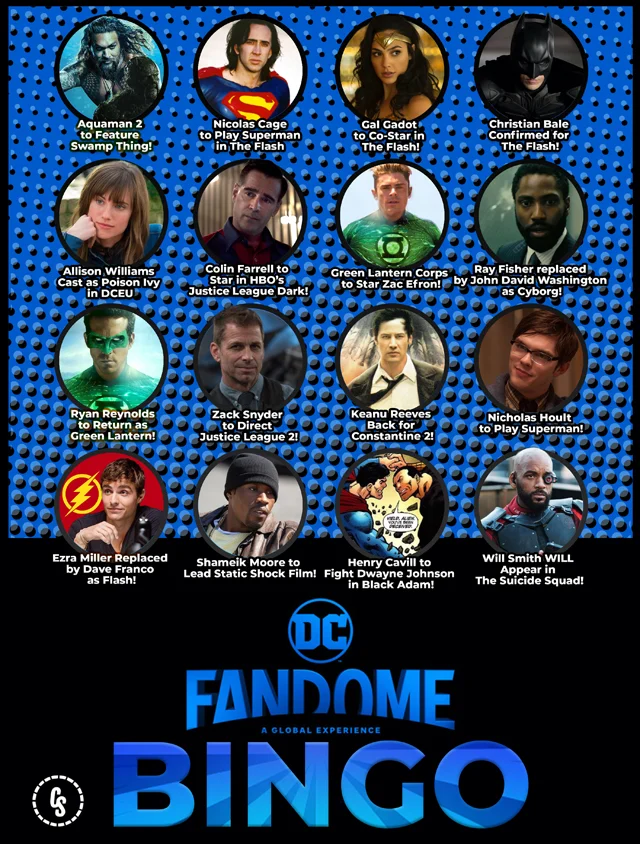 Aquaman 2
to Feature
Swamp Thing!
Nicolas Cage
to Play Superman
in The Flash
Gal Gadot
to Co-Star in
The Flash!
Christian Bale
Confirmed for
The Flash!
Allison Williams
Cast as Poison Ivy
in DCEU
Colin Farrell to
Star in HBO's
Justice League Dark!
Green Lantern Corps
to Star Zac Efron!
Ray Fisher replaced
by John David Washington
as Cyborg!
Ryan Reynolds
to Return as
Green Lantern!
Zack Snyder
to Direct
Justice League 2!
Keanu Reeves
Back for
Constantine 2!
Nicholas Hoult
to Play Superman!
Ezra Miller Replaced
by Dave Franco
as Flash!
Shameik Moore to
Lead Static Shock Film!
YIELD, ALIEN.
YOU'VE BEEN
DECEIVED.
Henry Cavill to
Fight Dwayne Johnson
in Black Adam!
Will Smith WILL
Appear in
The Suicide Squad!
DC
FANDOME
A GLOBAL EXPERIENCE
BINGO
CS